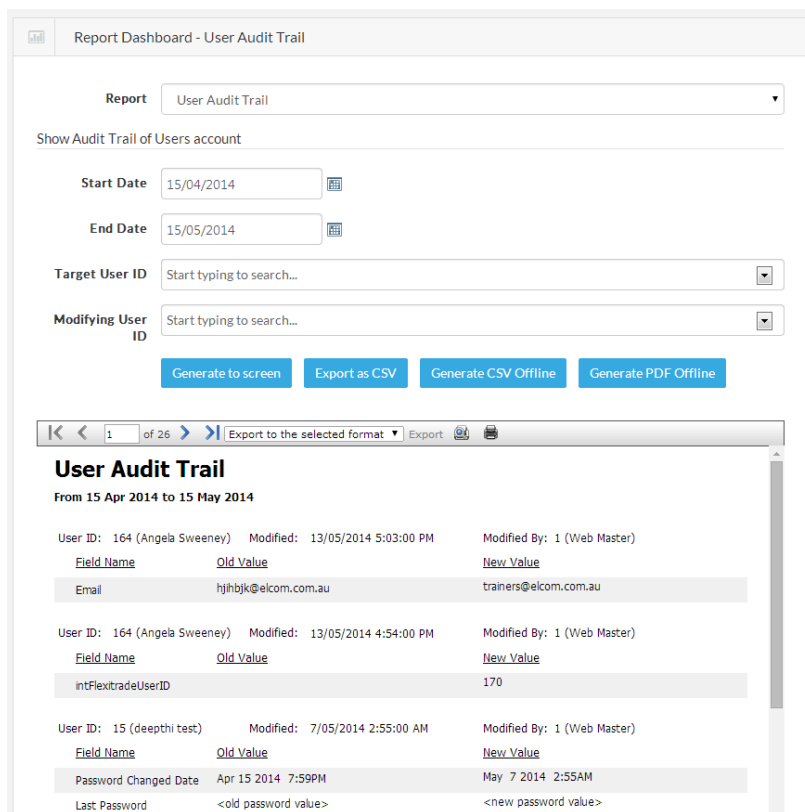 Report Dashboard - User Audit Trail
Report User Audit Trail
Show Audit Trail of Users account
Start Date 15/04/2014
End Date 15/05/2014
Target User ID Start typing to search...
Modifying User ID Start typing to search...
Generate to screen Export as CSV Generate CSV Offline Generate PDF Offline
1 of 26 Export to the selected format Export
User Audit Trail
From 15 Apr 2014 to 15 May 2014
User ID: 164 (Angela Sweeney) Modified: 13/05/2014 5:03:00 PM Modified By: 1 (Web Master)
Field Name Old Value New Value
Email hjihbjk@elcom.com.au trainers@elcom.com.au
User ID: 164 (Angela Sweeney) Modified: 13/05/2014 4:54:00 PM Modified By: 1 (Web Master)
Field Name Old Value New Value
intFlexitradeUserID 170
User ID: 15 (deepthi test) Modified: 7/05/2014 2:55:00 AM Modified By: 1 (Web Master)
Field Name Old Value New Value
Password Changed Date Apr 15 2014 7:59PM May 7 2014 2:55AM
Last Password <old password value> <new password value>